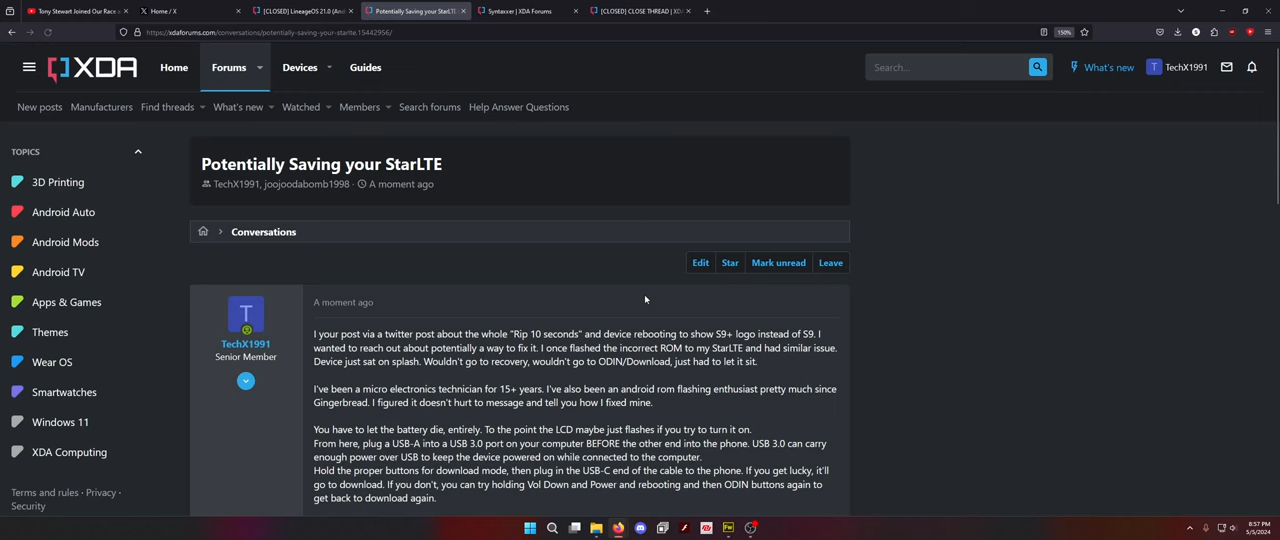 Tony Stewart Joined Our Race
Home / X
[CLOSED] LineageOS 21.0 (An
Potentially Saving your StarLTE
Syntaxxer | XDA Forums
[CLOSED] CLOSE THREAD | XD
https://xdaforums.com/conversations/potentially-saving-your-starlte.15442956/
150%
XDA
Home
Forums
Devices
Guides
Search...
What's new
T
TechX1991
New posts
Manufacturers
Find threads
What's new
Watched
Members
Search forums
Help Answer Questions
TOPICS
3D Printing
Android Auto
Android Mods
Android TV
Apps & Games
Themes
Wear OS
Smartwatches
Windows 11
XDA Computing
Terms and rules · Privacy ·
Security
Potentially Saving your StarLTE
TechX1991, joojoodabomb1998 · A moment ago
Conversations
Edit
Star
Mark unread
Leave
T
TechX1991
Senior Member
A moment ago
I your post via a twitter post about the whole "Rip 10 seconds" and device rebooting to show S9+ logo instead of S9. I
wanted to reach out about potentially a way to fix it. I once flashed the incorrect ROM to my StarLTE and had similar issue.
Device just sat on splash. Wouldn't go to recovery, wouldn't go to ODIN/Download, just had to let it sit.
I've been a micro electronics technician for 15+ years. I've also been an android rom flashing enthusiast pretty much since
Gingerbread. I figured it doesn't hurt to message and tell you how I fixed mine.
You have to let the battery die, entirely. To the point the LCD maybe just flashes if you try to turn it on.
From here, plug a USB-A into a USB 3.0 port on your computer BEFORE the other end into the phone. USB 3.0 can carry
enough power over USB to keep the device powered on while connected to the computer.
Hold the proper buttons for download mode, then plug in the USB-C end of the cable to the phone. If you get lucky, it'll
go to download. If you don't, you can try holding Vol Down and Power and rebooting and then ODIN buttons again to
get back to download again.
Fw
8:57 PM
5/5/2024